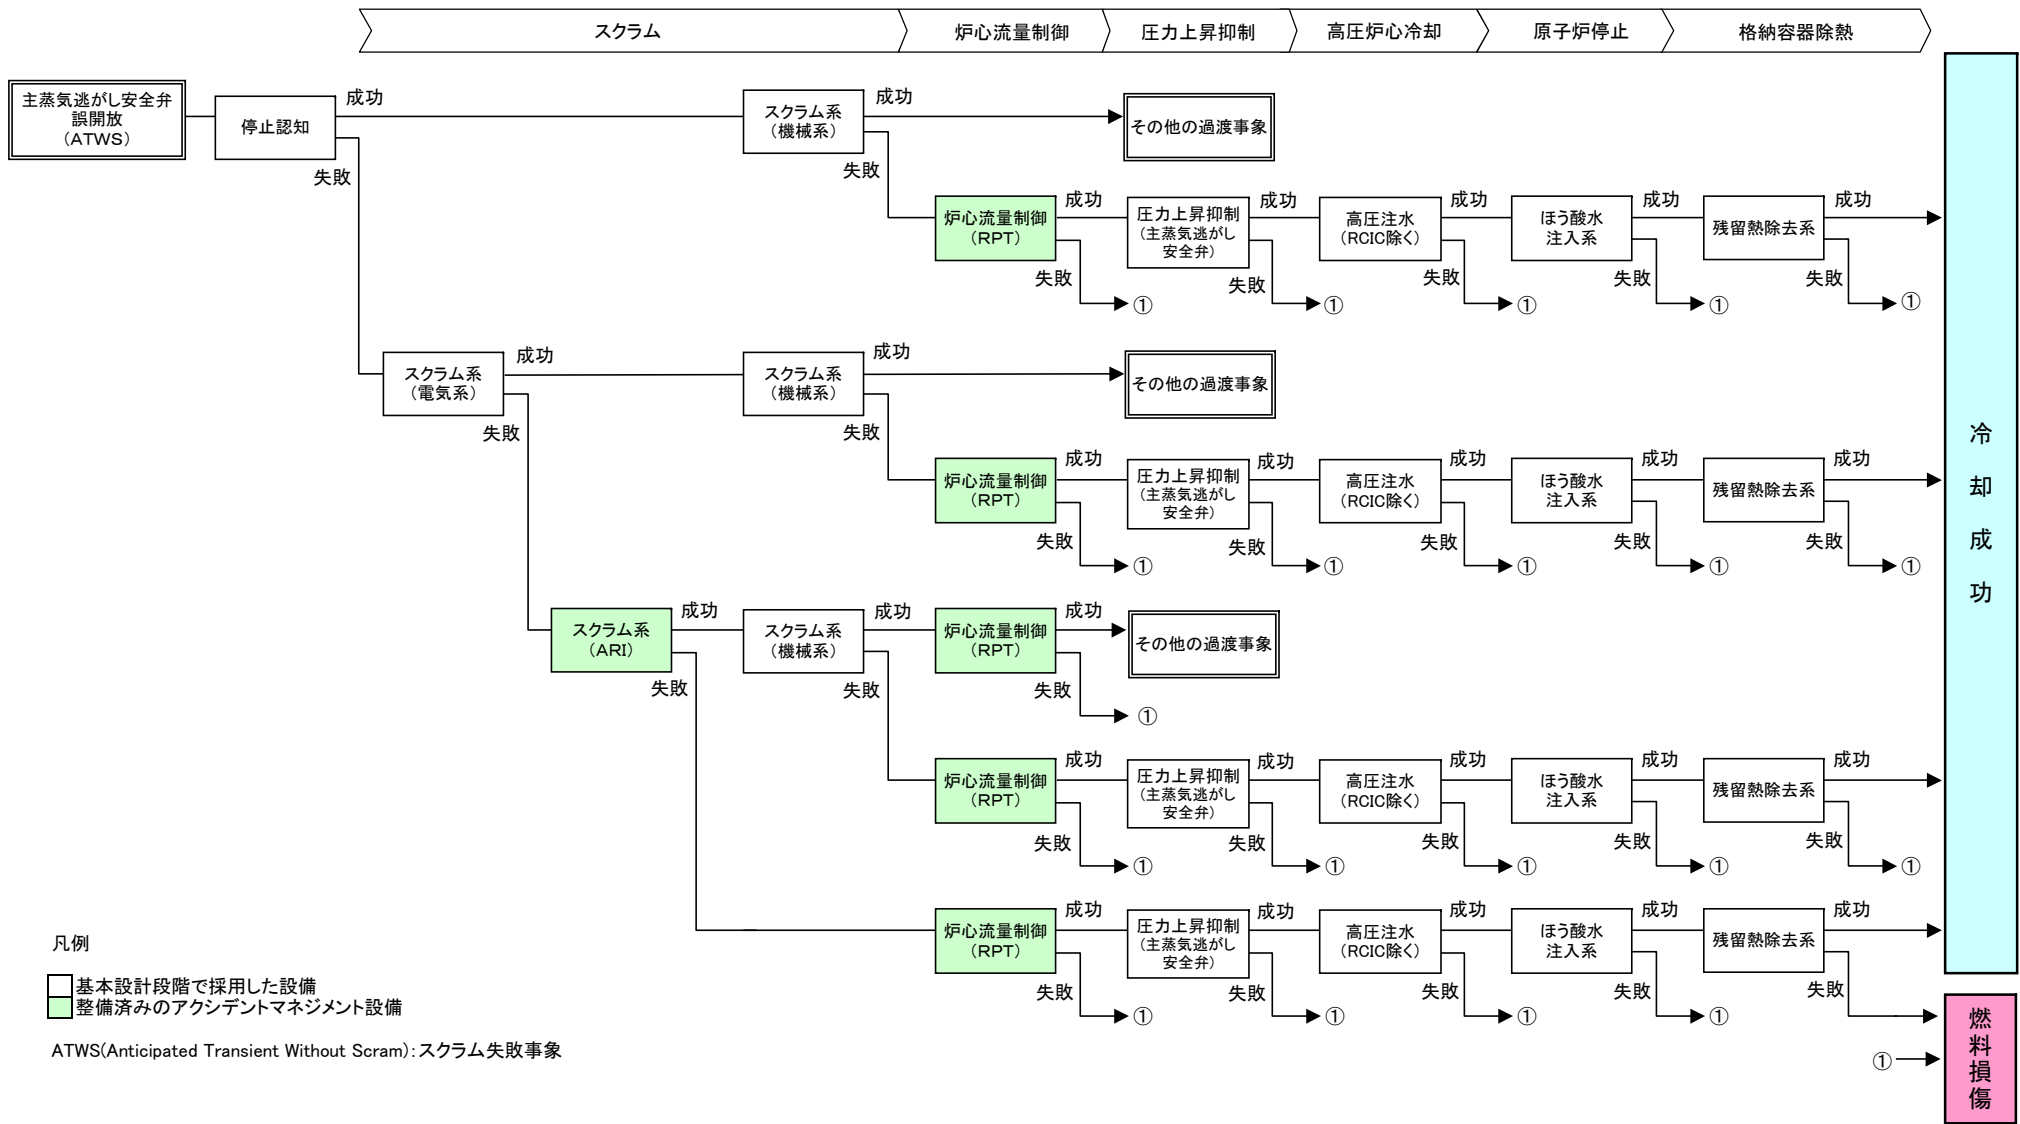 スクラム
炉心流量制御
圧力上昇抑制
高圧炉心冷却
原子炉停止
格納容器除熱
主蒸気逃がし安全弁
誤開放
（ATWS）
停止認知
成功
失敗
スクラム系
（機械系）
成功
失敗
その他の過渡事象
炉心流量制御
（RPT）
成功
失敗
①
圧力上昇抑制
（主蒸気逃がし
安全弁）
成功
失敗
①
高圧注水
（RCIC除く）
成功
失敗
①
ほう酸水
注入系
成功
失敗
①
残留熱除去系
成功
失敗
①
スクラム系
（電気系）
成功
失敗
スクラム系
（機械系）
成功
失敗
その他の過渡事象
炉心流量制御
（RPT）
成功
失敗
①
圧力上昇抑制
（主蒸気逃がし
安全弁）
成功
失敗
①
高圧注水
（RCIC除く）
成功
失敗
①
ほう酸水
注入系
成功
失敗
①
残留熱除去系
成功
失敗
①
スクラム系
（ARI）
成功
失敗
スクラム系
（機械系）
成功
失敗
炉心流量制御
（RPT）
成功
失敗
①
その他の過渡事象
炉心流量制御
（RPT）
成功
失敗
①
圧力上昇抑制
（主蒸気逃がし
安全弁）
成功
失敗
①
高圧注水
（RCIC除く）
成功
失敗
①
ほう酸水
注入系
成功
失敗
①
残留熱除去系
成功
失敗
①
炉心流量制御
（RPT）
成功
失敗
①
圧力上昇抑制
（主蒸気逃がし
安全弁）
成功
失敗
①
高圧注水
（RCIC除く）
成功
失敗
①
ほう酸水
注入系
成功
失敗
①
残留熱除去系
成功
失敗
①
冷却成功
燃料損傷
凡例
基本設計段階で採用した設備
整備済みのアクシデントマネジメント設備
ATWS(Anticipated Transient Without Scram)：スクラム失敗事象